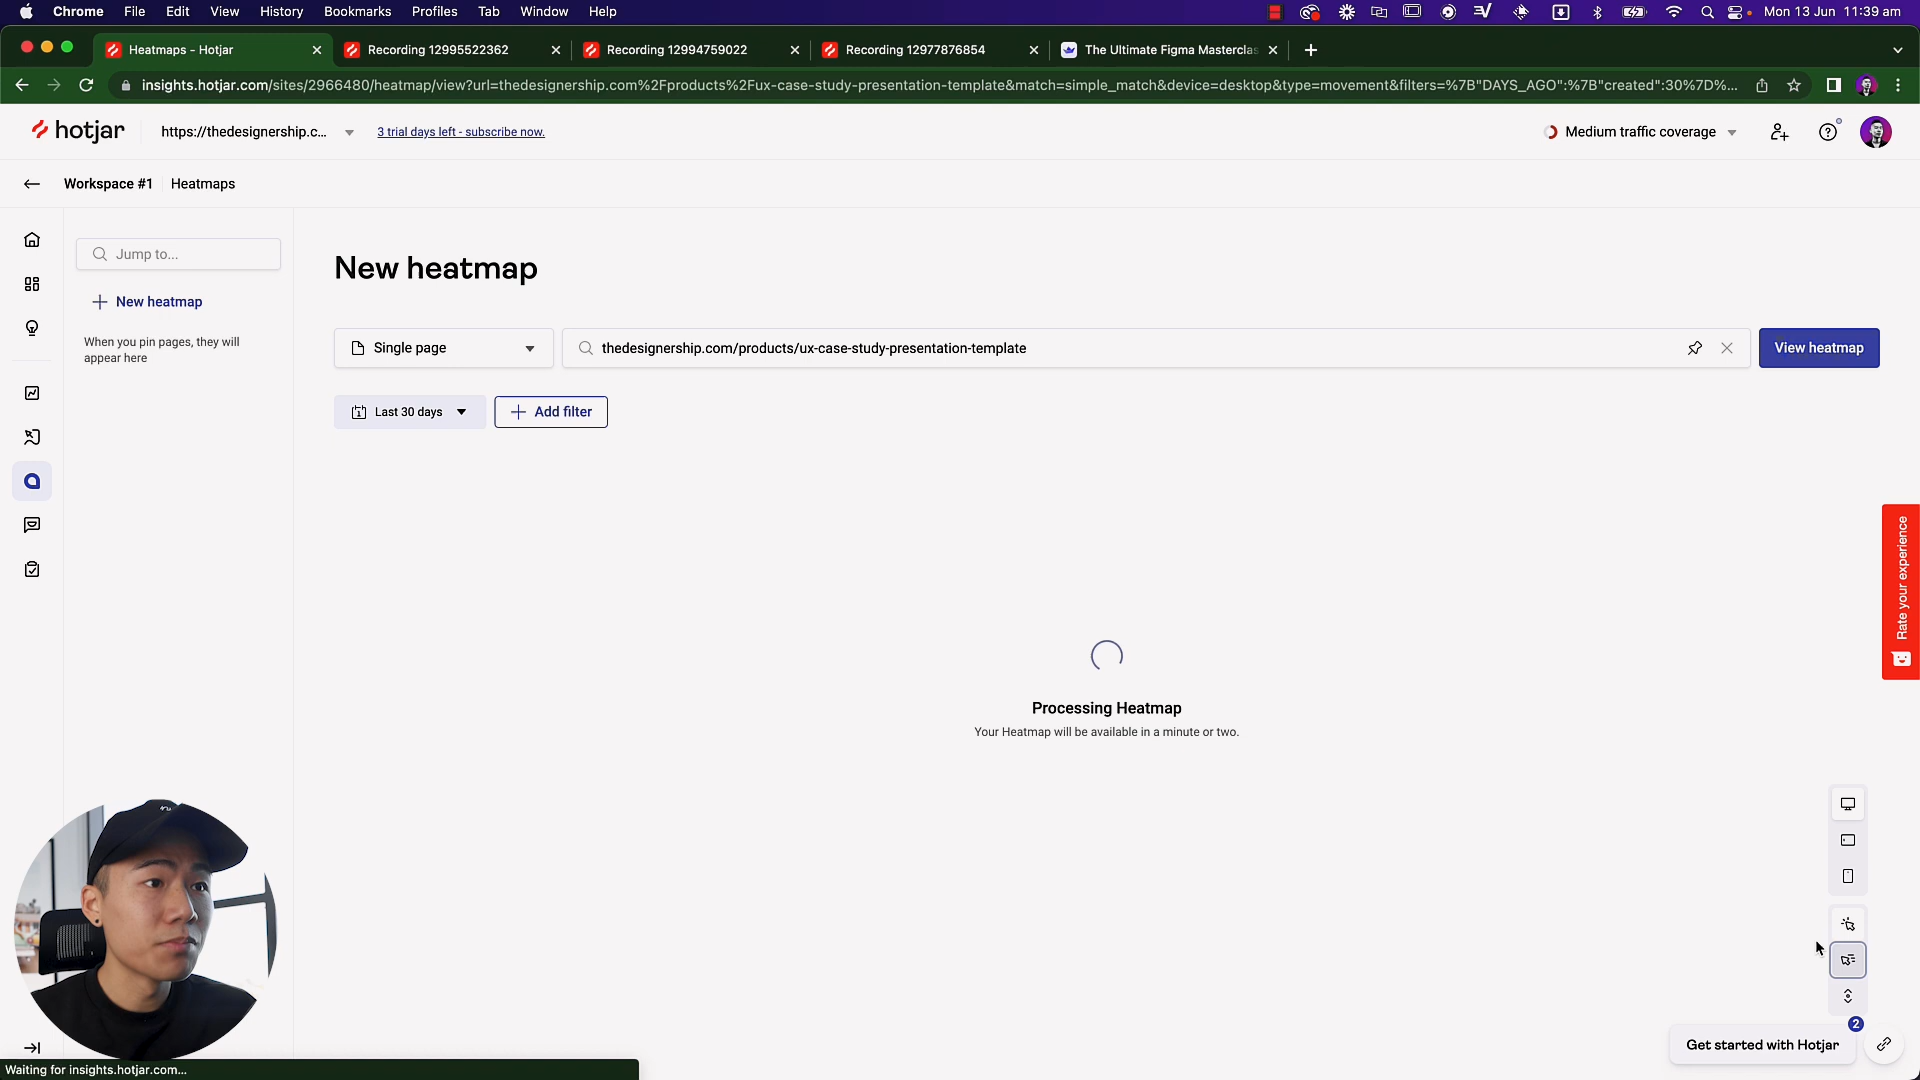 Chrome File Edit View History Bookmarks Profiles Tab Window Help Mon 13 Jun 11:39 am
Heatmaps - Hotjar Recording 12995522362 Recording 12994759022 Recording 12977876854 The Ultimate Figma Masterclas
insights.hotjar.com/sites/2966480/heatmap/view?url=thedesignership.com%2Fproducts%2Fux-case-study-presentation-template&match=simple_match&device=desktop&type=movement&filters=%7B"DAYS_AGO":%7B"created":30%7D%...
hotjar https://thedesignership.c... 3 trial days left - subscribe now. Medium traffic coverage
Workspace #1 Heatmaps
Jump to...
New heatmap
When you pin pages, they will
appear here
New heatmap
Single page thedesignership.com/products/ux-case-study-presentation-template View heatmap
Last 30 days Add filter
Processing Heatmap
Your Heatmap will be available in a minute or two.
Rate your experience
2
Get started with Hotjar
Waiting for insights.hotjar.com...